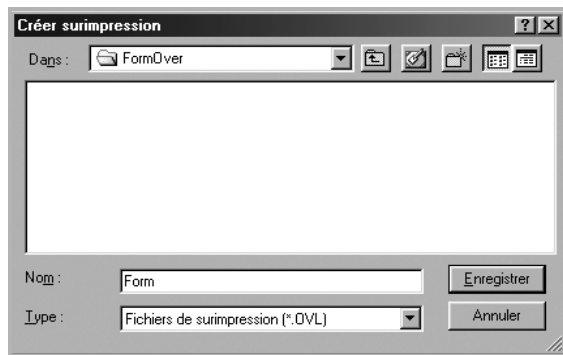 Créer surimpression
Dans :
FormOver
Nom :
Form
Enregistrer
Type :
Fichiers de surimpression (*.OVL)
Annuler